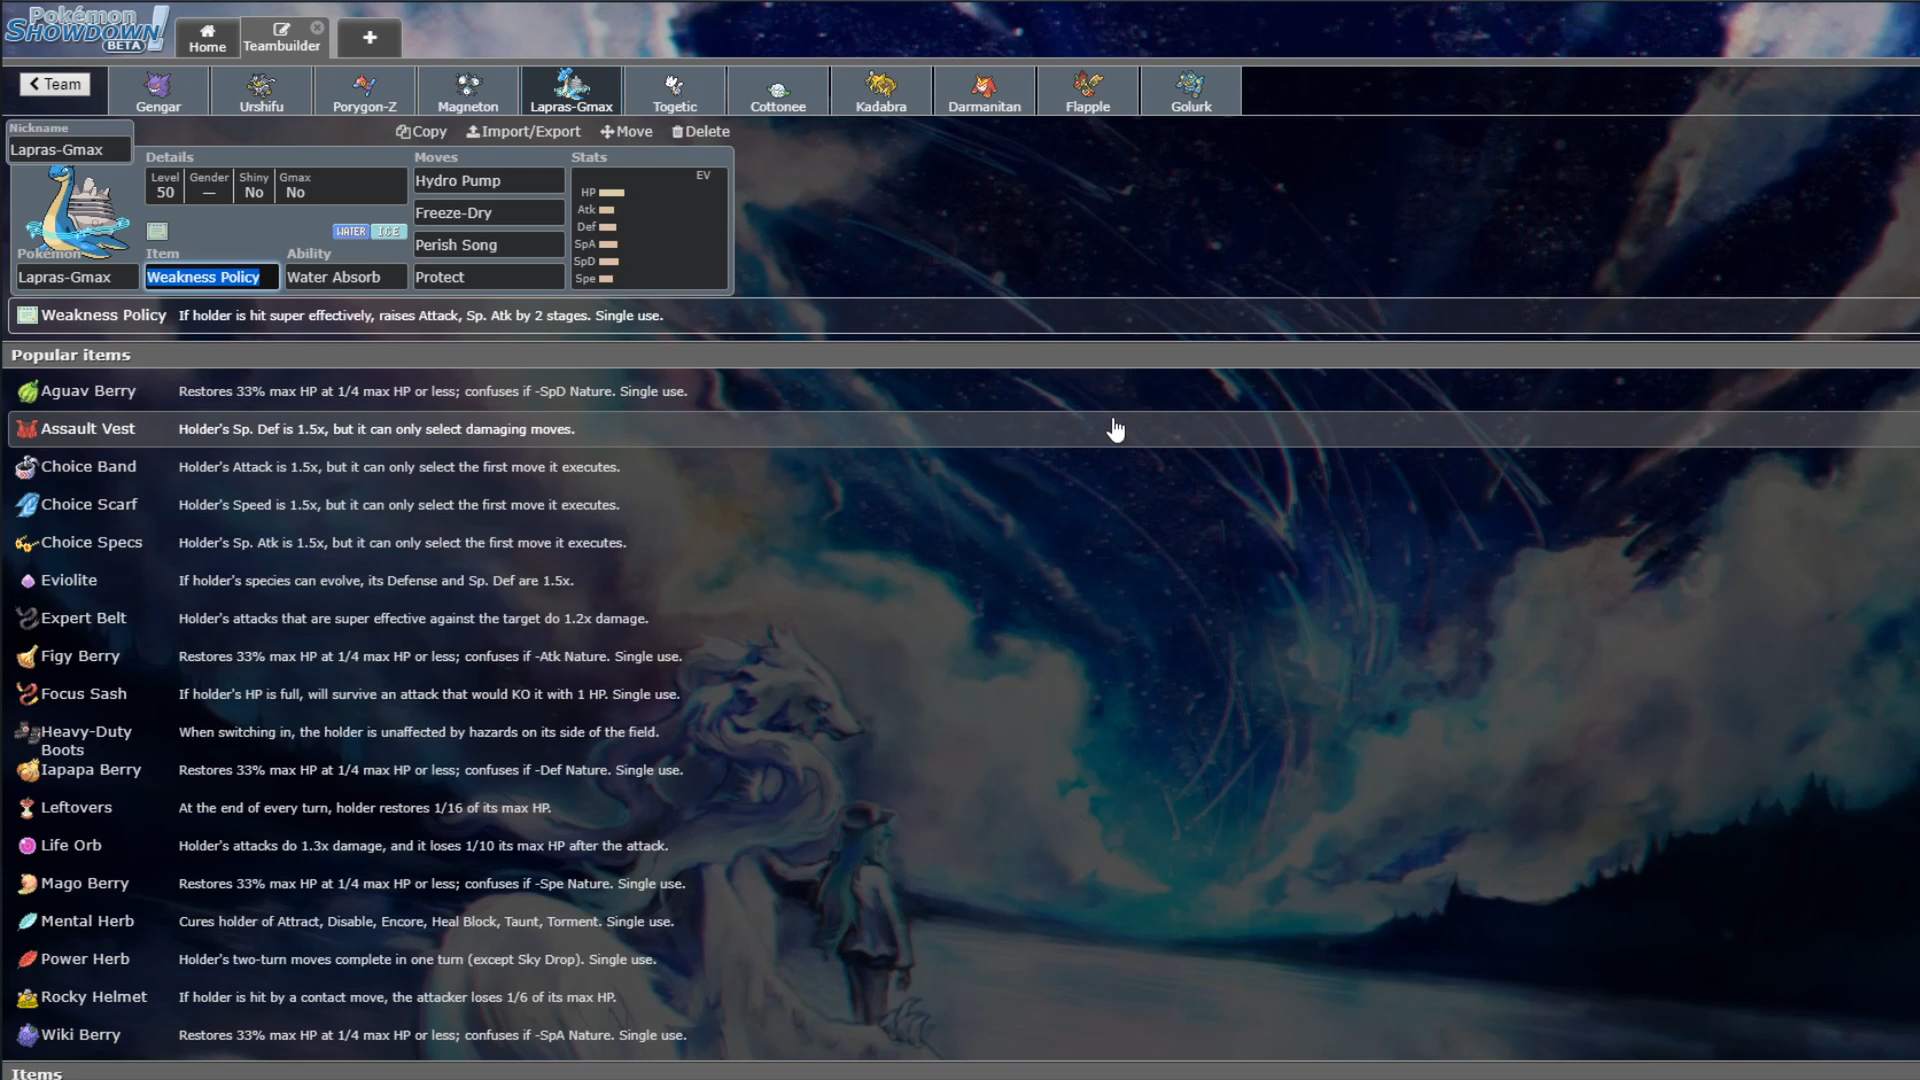 Pokémon
SHOWDOWN!
BETA
Home
Teambuilder
+
< Team
Gengar
Urshifu
Porygon-Z
Magneton
Lapras-Gmax
Togetic
Cottonee
Kadabra
Darmanitan
Flapple
Golurk
Nickname
Lapras-Gmax
Copy Import/Export Move Delete
Details
Level Gender Shiny Gmax
50 — No No
WATER ICE
Pokémon Item Ability
Lapras-Gmax Weakness Policy Water Absorb
Moves
Hydro Pump
Freeze-Dry
Perish Song
Protect
Stats
EV
HP
Atk
Def
SpA
SpD
Spe
Weakness Policy If holder is hit super effectively, raises Attack, Sp. Atk by 2 stages. Single use.
Popular items
Aguav Berry Restores 33% max HP at 1/4 max HP or less; confuses if -SpD Nature. Single use.
Assault Vest Holder's Sp. Def is 1.5x, but it can only select damaging moves.
Choice Band Holder's Attack is 1.5x, but it can only select the first move it executes.
Choice Scarf Holder's Speed is 1.5x, but it can only select the first move it executes.
Choice Specs Holder's Sp. Atk is 1.5x, but it can only select the first move it executes.
Eviolite If holder's species can evolve, its Defense and Sp. Def are 1.5x.
Expert Belt Holder's attacks that are super effective against the target do 1.2x damage.
Figy Berry Restores 33% max HP at 1/4 max HP or less; confuses if -Atk Nature. Single use.
Focus Sash If holder's HP is full, will survive an attack that would KO it with 1 HP. Single use.
Heavy-Duty Boots When switching in, the holder is unaffected by hazards on its side of the field.
Iapapa Berry Restores 33% max HP at 1/4 max HP or less; confuses if -Def Nature. Single use.
Leftovers At the end of every turn, holder restores 1/16 of its max HP.
Life Orb Holder's attacks do 1.3x damage, and it loses 1/10 its max HP after the attack.
Mago Berry Restores 33% max HP at 1/4 max HP or less; confuses if -Spe Nature. Single use.
Mental Herb Cures holder of Attract, Disable, Encore, Heal Block, Taunt, Torment. Single use.
Power Herb Holder's two-turn moves complete in one turn (except Sky Drop). Single use.
Rocky Helmet If holder is hit by a contact move, the attacker loses 1/6 of its max HP.
Wiki Berry Restores 33% max HP at 1/4 max HP or less; confuses if -SpA Nature. Single use.
Items